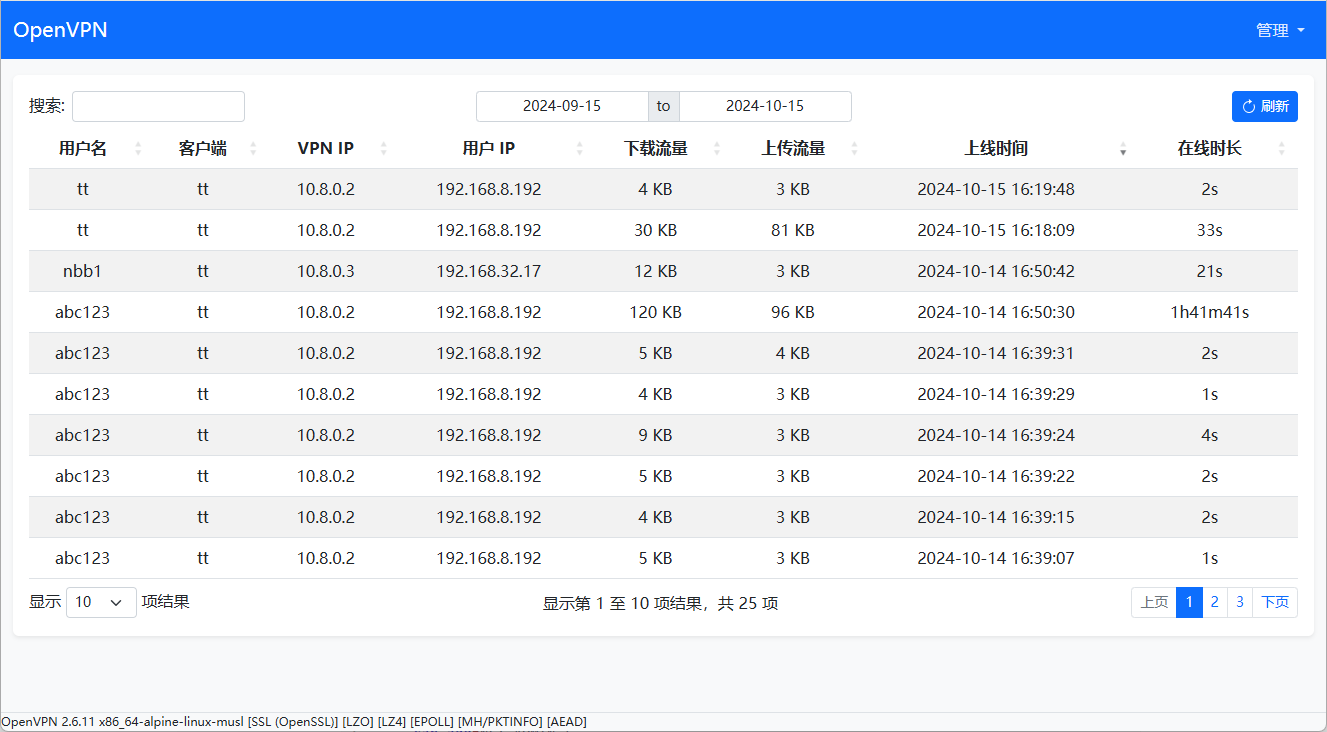 OpenVPN 管理
搜索: 2024-09-15 to 2024-10-15 刷新
用户名 客户端 VPN IP 用户 IP 下载流量 上传流量 上线时间 在线时长
tt tt 10.8.0.2 192.168.8.192 4 KB 3 KB 2024-10-15 16:19:48 2s
tt tt 10.8.0.2 192.168.8.192 30 KB 81 KB 2024-10-15 16:18:09 33s
nbb1 tt 10.8.0.3 192.168.32.17 12 KB 3 KB 2024-10-14 16:50:42 21s
abc123 tt 10.8.0.2 192.168.8.192 120 KB 96 KB 2024-10-14 16:50:30 1h41m41s
abc123 tt 10.8.0.2 192.168.8.192 5 KB 4 KB 2024-10-14 16:39:31 2s
abc123 tt 10.8.0.2 192.168.8.192 4 KB 3 KB 2024-10-14 16:39:29 1s
abc123 tt 10.8.0.2 192.168.8.192 9 KB 3 KB 2024-10-14 16:39:24 4s
abc123 tt 10.8.0.2 192.168.8.192 5 KB 3 KB 2024-10-14 16:39:22 2s
abc123 tt 10.8.0.2 192.168.8.192 4 KB 3 KB 2024-10-14 16:39:15 2s
abc123 tt 10.8.0.2 192.168.8.192 5 KB 3 KB 2024-10-14 16:39:07 1s
显示 10 项结果 显示第 1 至 10 项结果，共 25 项 上页 1 2 3 下页
OpenVPN 2.6.11 x86_64-alpine-linux-musl [SSL (OpenSSL)] [LZO] [LZ4] [EPOLL] [MH/PKTINFO] [AEAD]